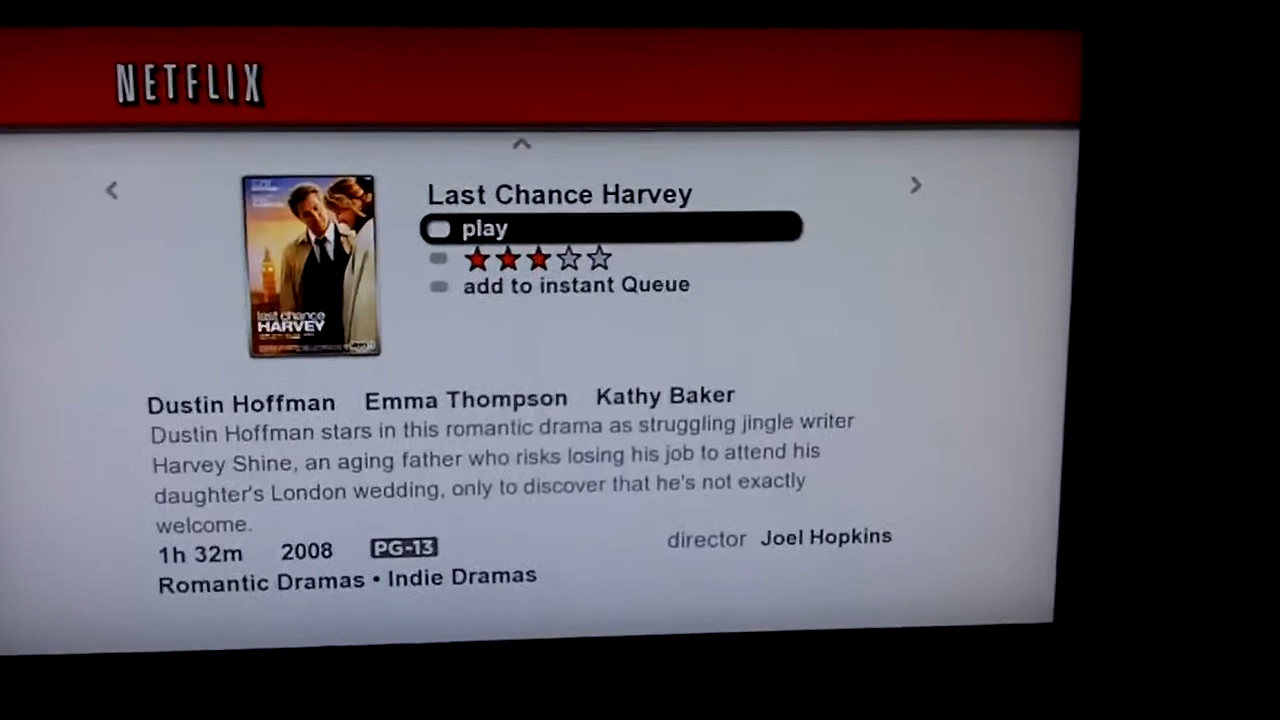 NETFLIX
Last Chance Harvey
play
add to instant Queue
last chance
HARVEY
Dustin Hoffman Emma Thompson Kathy Baker
Dustin Hoffman stars in this romantic drama as struggling jingle writer
Harvey Shine, an aging father who risks losing his job to attend his
daughter's London wedding, only to discover that he's not exactly
welcome.
1h 32m 2008 PG-13
director Joel Hopkins
Romantic Dramas • Indie Dramas